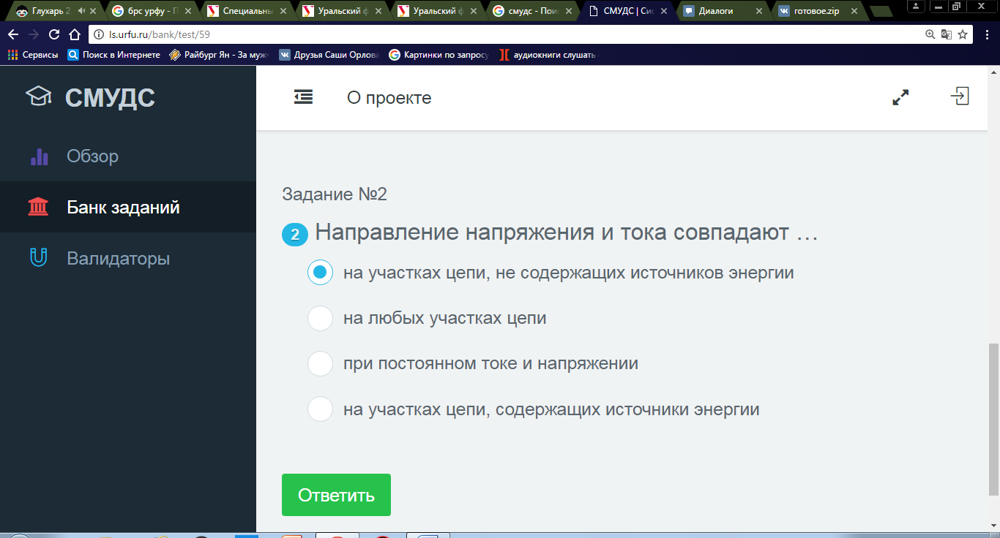 Глухарь 2
брс урфу - П
Специальны
Уральский ф
Уральский ф
смудс - Пои
СМУДС | Сис
Диалоги
готовое.zip
ls.urfu.ru/bank/test/59
Сервисы
Поиск в Интернете
Райбург Ян - За муж
Друзья Саши Орлова
Картинки по запросу
аудиокниги слушать
СМУДС
О проекте
Обзор
Банк заданий
Валидаторы
Задание №2
2 Направление напряжения и тока совпадают …
на участках цепи, не содержащих источников энергии
на любых участках цепи
при постоянном токе и напряжении
на участках цепи, содержащих источники энергии
Ответить